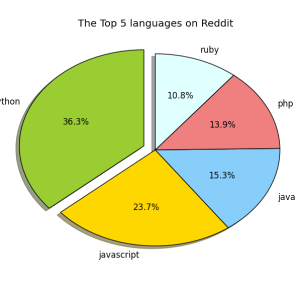 The Top 5 languages on Reddit
ruby
10.8%
php
13.9%
java
15.3%
javascript
23.7%
ython
36.3%